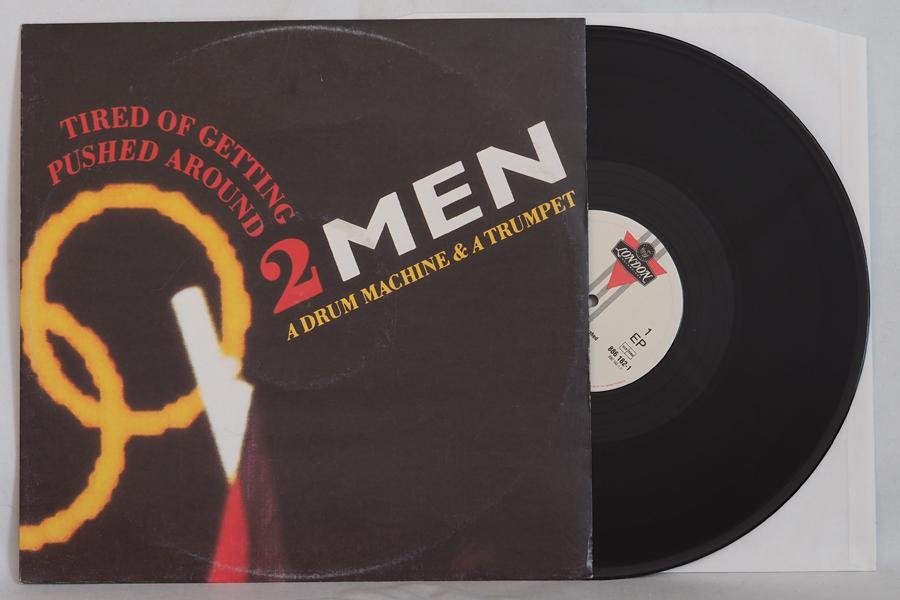 TIRED OF GETTING
PUSHED AROUND
2 MEN
A DRUM MACHINE & A TRUMPET
LONDON
1
EP
886 182-1